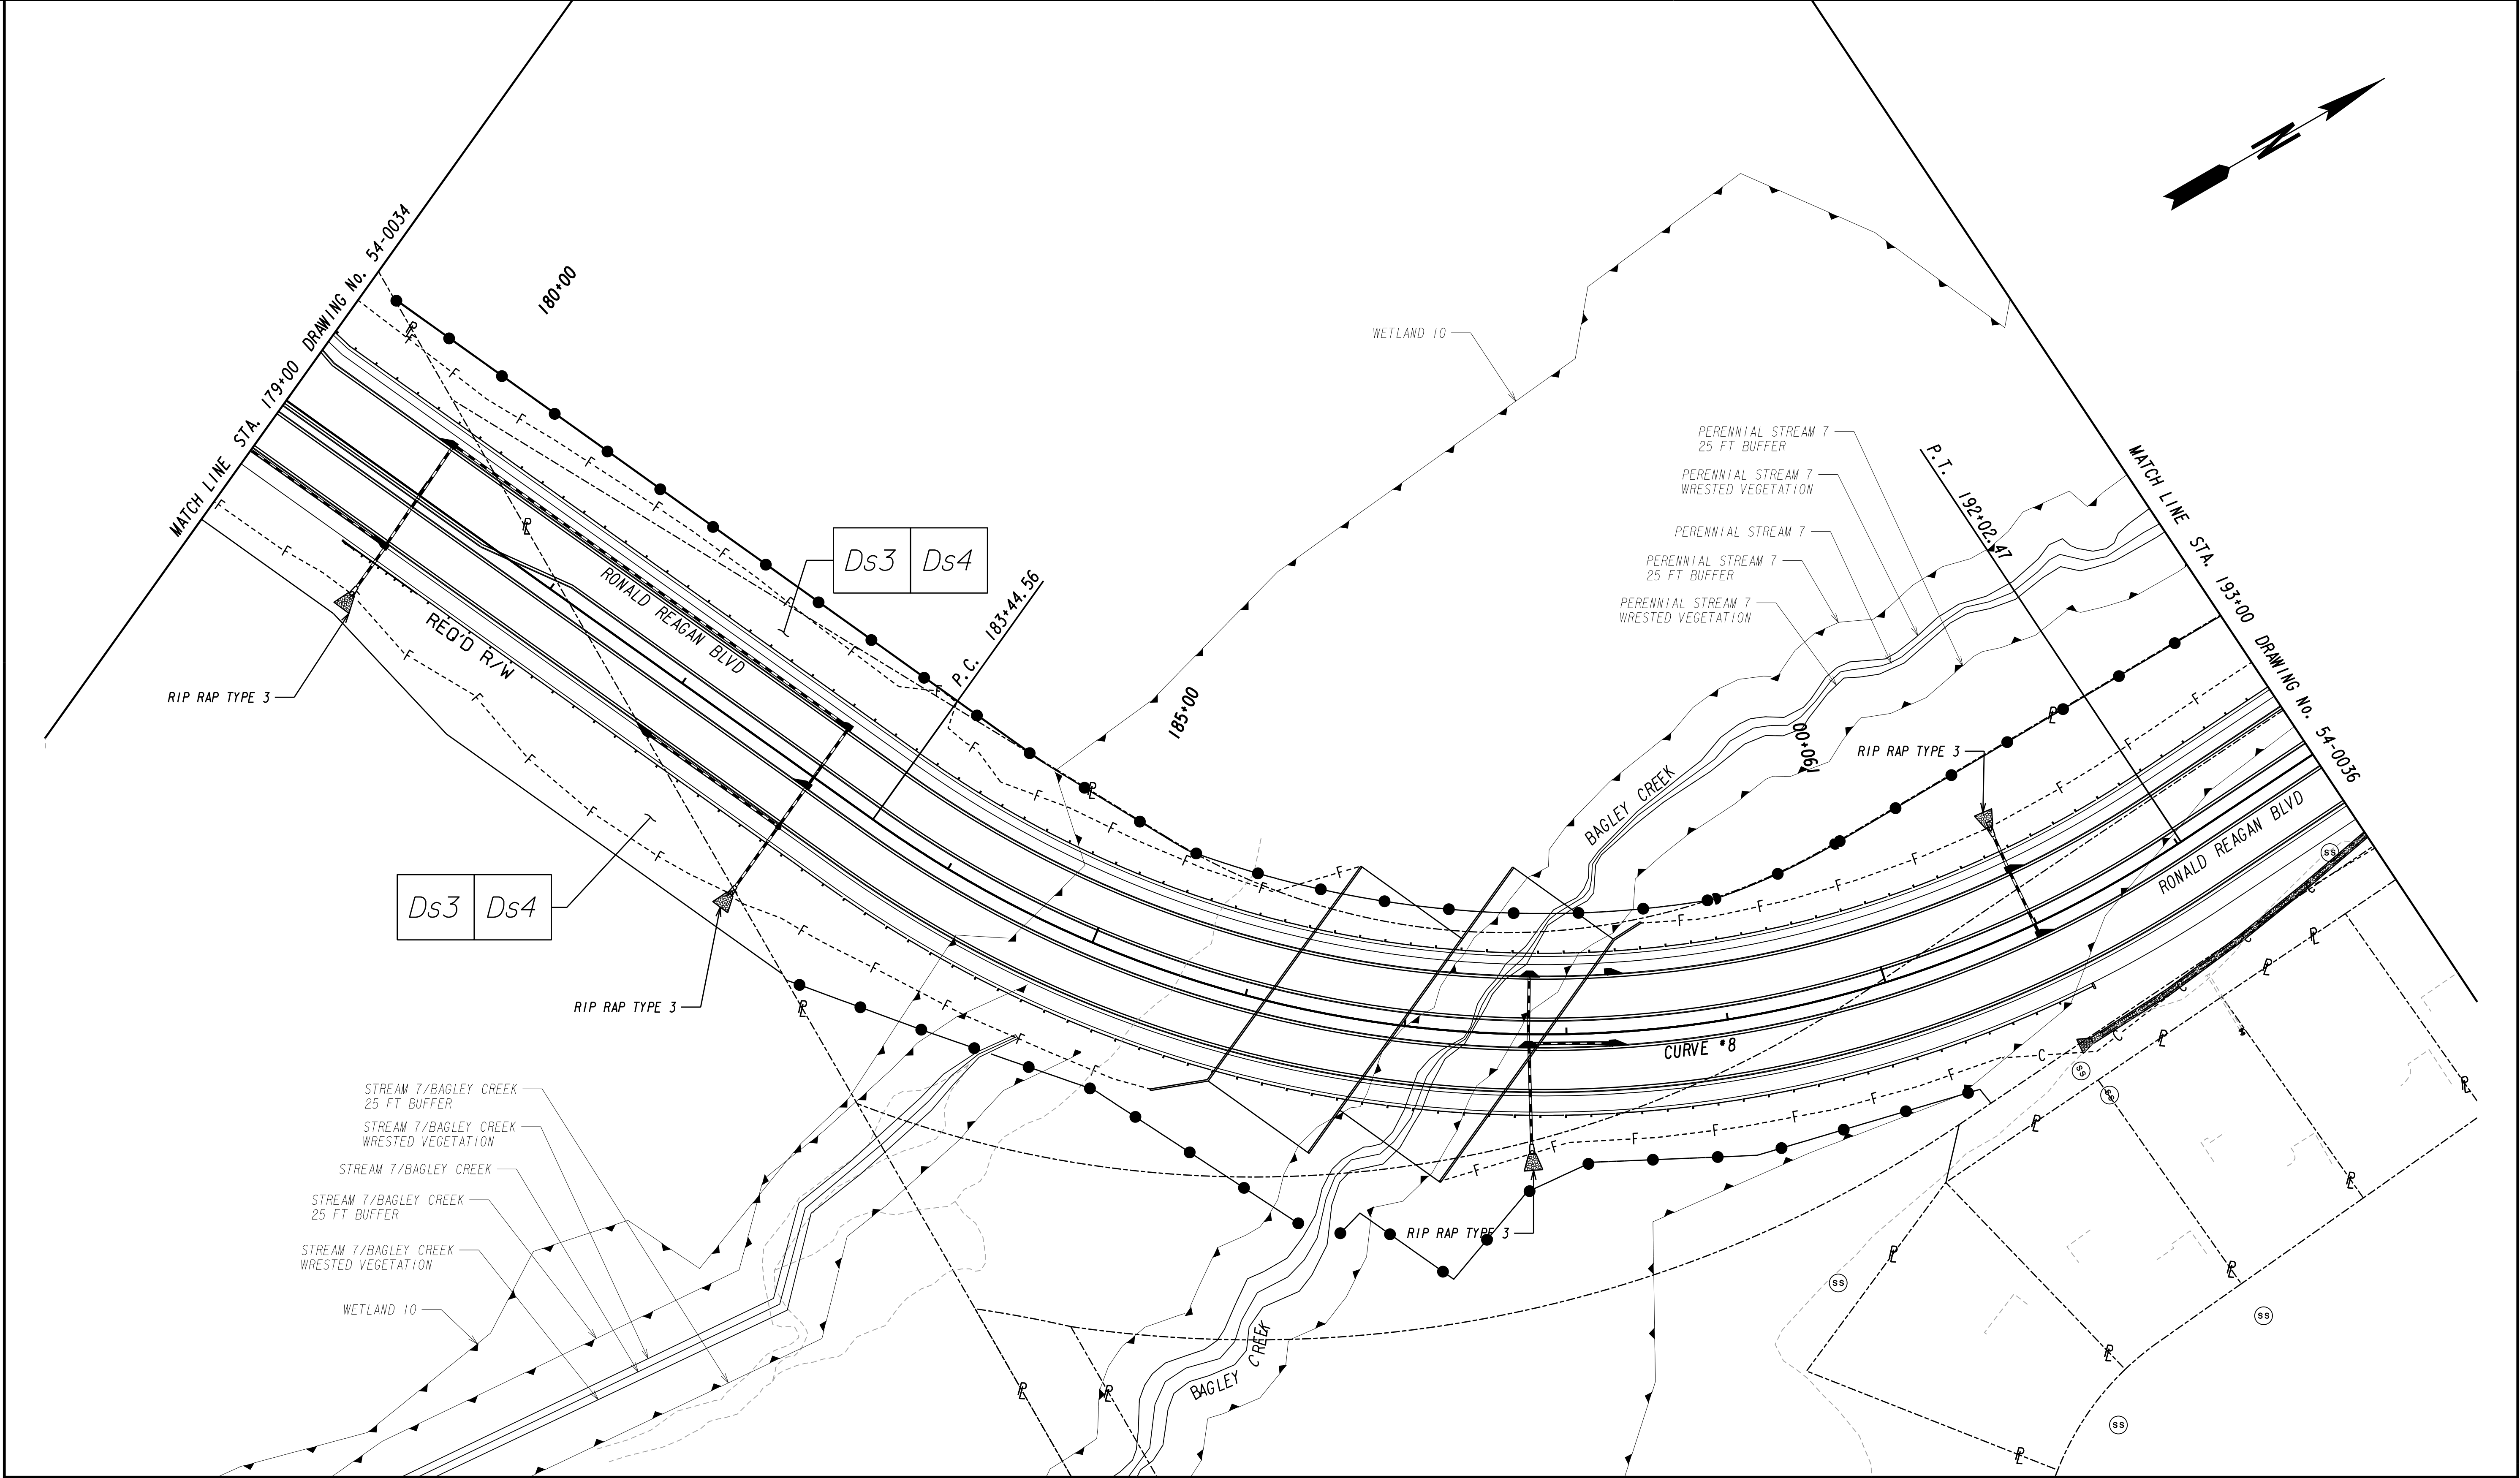 MATCH LINE STA. 179+00 DRAWING No. 54-0034
180+00
N
WETLAND 10
PERENNIAL STREAM 7
25 FT BUFFER
PERENNIAL STREAM 7
WRESTED VEGETATION
PERENNIAL STREAM 7
PERENNIAL STREAM 7
25 FT BUFFER
PERENNIAL STREAM 7
WRESTED VEGETATION
P.T. 192+02.47
MATCH LINE STA. 193+00 DRAWING No. 54-0036
Ds3 Ds4
RONALD REAGAN BLVD
P.C. 183+44.56
REQ'D R/W
RIP RAP TYPE 3
185+00
190+00
RIP RAP TYPE 3
BAGLEY CREEK
RONALD REAGAN BLVD
Ds3 Ds4
RIP RAP TYPE 3
CURVE #8
STREAM 7/BAGLEY CREEK
25 FT BUFFER
STREAM 7/BAGLEY CREEK
WRESTED VEGETATION
STREAM 7/BAGLEY CREEK
STREAM 7/BAGLEY CREEK
25 FT BUFFER
STREAM 7/BAGLEY CREEK
WRESTED VEGETATION
WETLAND 10
RIP RAP TYPE 3
BAGLEY CREEK
SS
SS
SS
SS
SS
SS